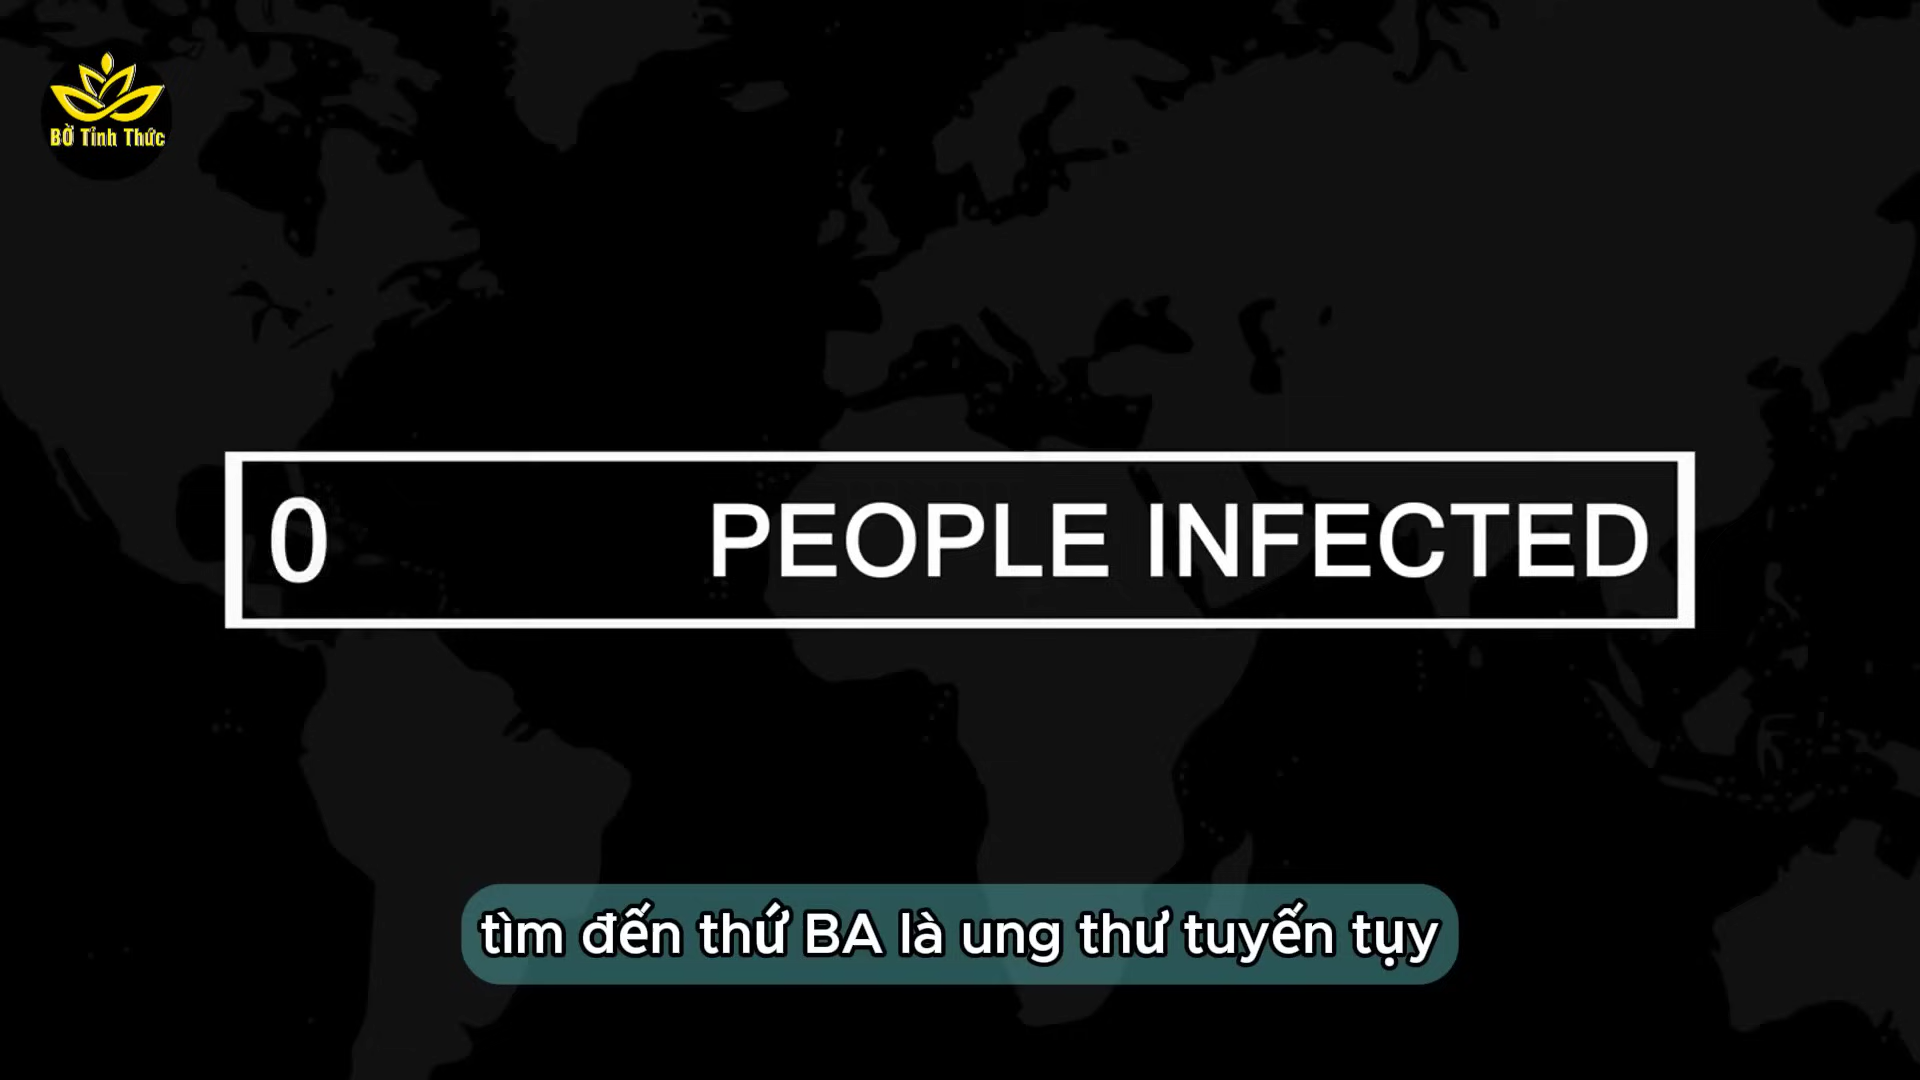 BỜ Tỉnh Thức
0 PEOPLE INFECTED
tìm đến thứ BA là ung thư tuyến tụy